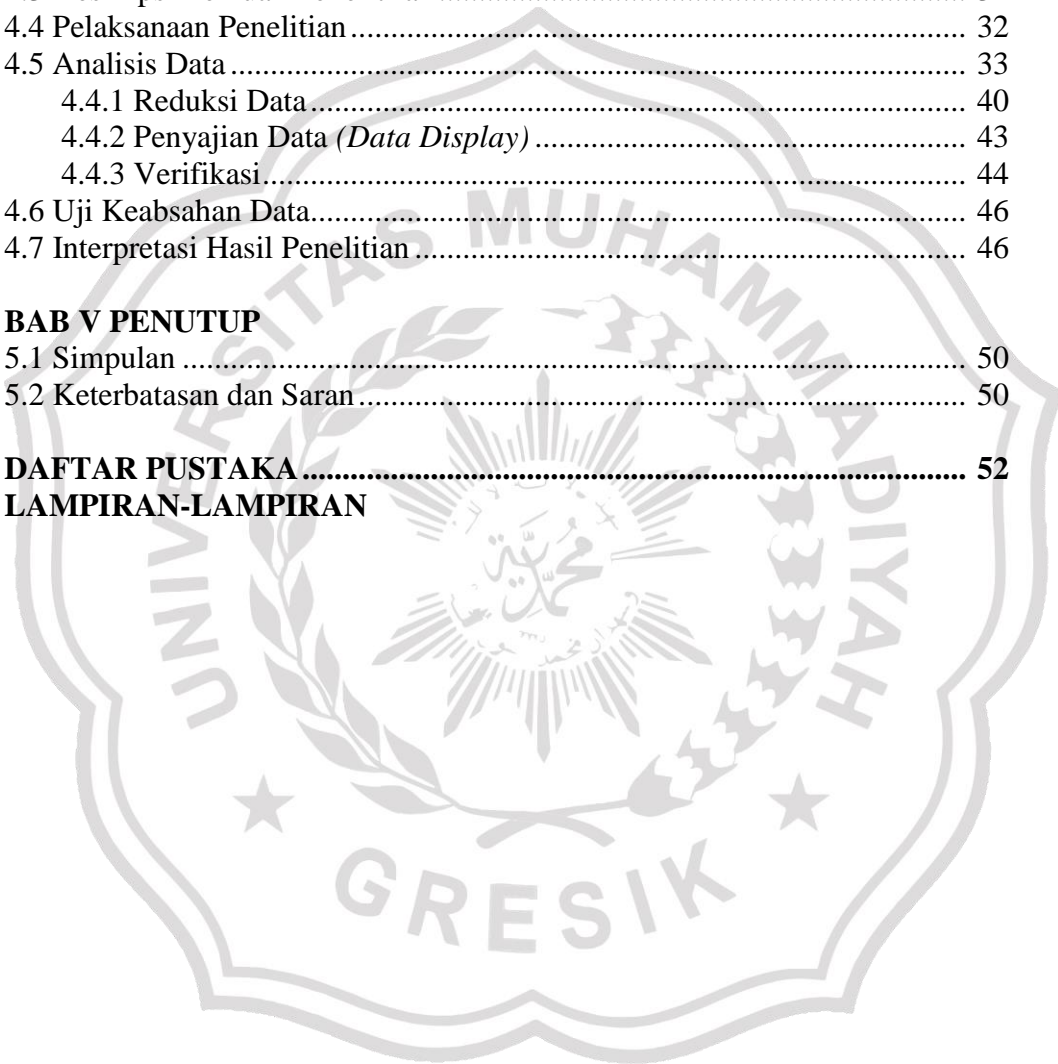 4.4 Pelaksanaan Penelitian ........ 32
4.5 Analisis Data ........ 33
4.4.1 Reduksi Data ........ 40
4.4.2 Penyajian Data (Data Display) ........ 43
4.4.3 Verifikasi ........ 44
4.6 Uji Keabsahan Data ........ 46
4.7 Interpretasi Hasil Penelitian ........ 46
BAB V PENUTUP
5.1 Simpulan ........ 50
5.2 Keterbatasan dan Saran ........ 50
DAFTAR PUSTAKA ........ 52
LAMPIRAN-LAMPIRAN
UNIVERSITAS MUHAMMADIYAH
GRESIK